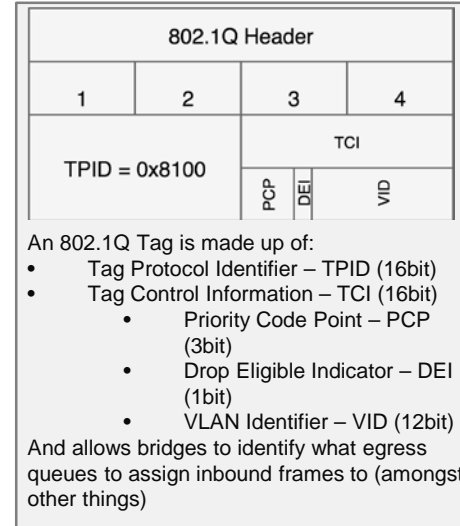 802.1Q Header
1 2 3 4
TPID = 0x8100
TCI
PCP DEI VID
An 802.1Q Tag is made up of:
• Tag Protocol Identifier – TPID (16bit)
• Tag Control Information – TCI (16bit)
• Priority Code Point – PCP
(3bit)
• Drop Eligible Indicator – DEI
(1bit)
• VLAN Identifier – VID (12bit)
And allows bridges to identify what egress
queues to assign inbound frames to (amongst
other things)